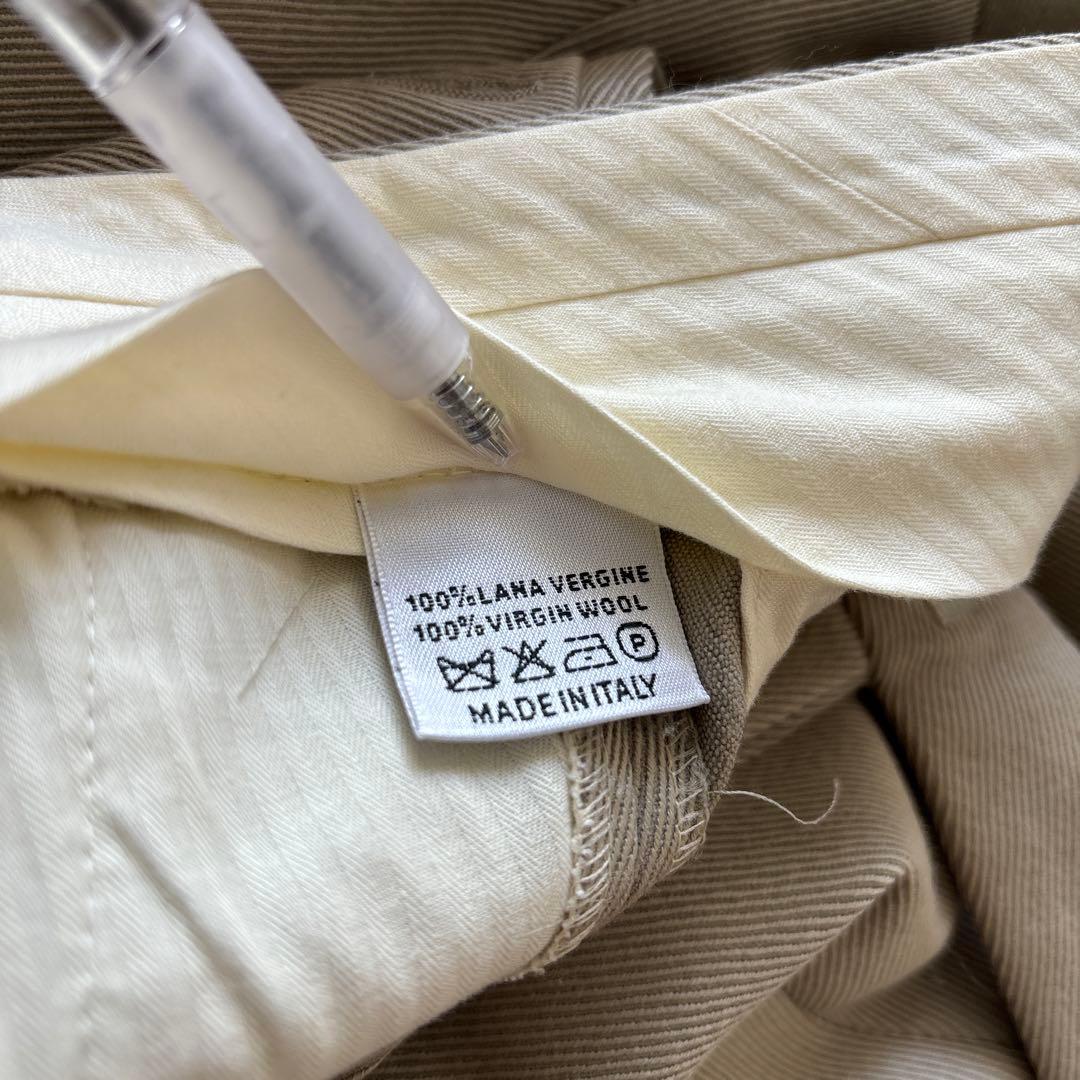 100% LANA VERGINE
100% VIRGIN WOOL
P
MADE IN ITALY